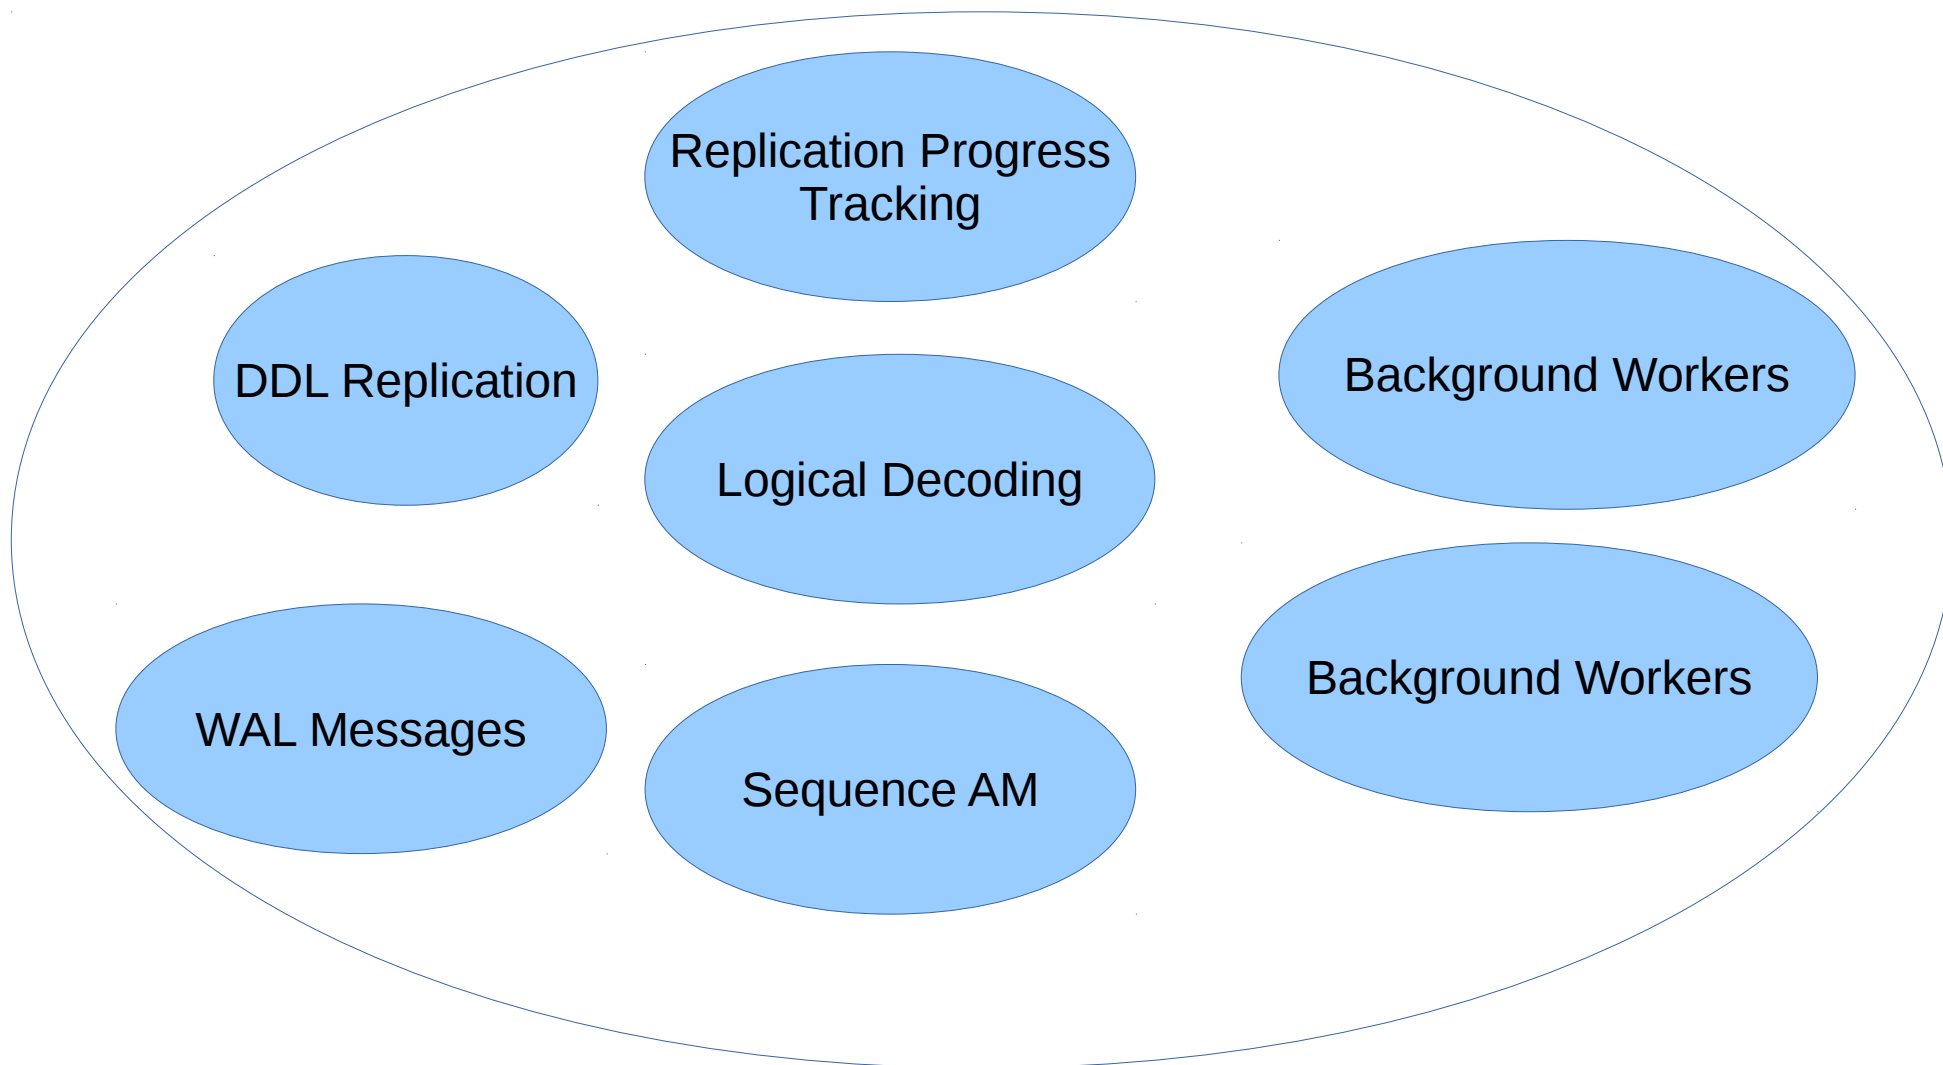 Replication Progress
Tracking
DDL Replication
Background Workers
Logical Decoding
Background Workers
WAL Messages
Sequence AM